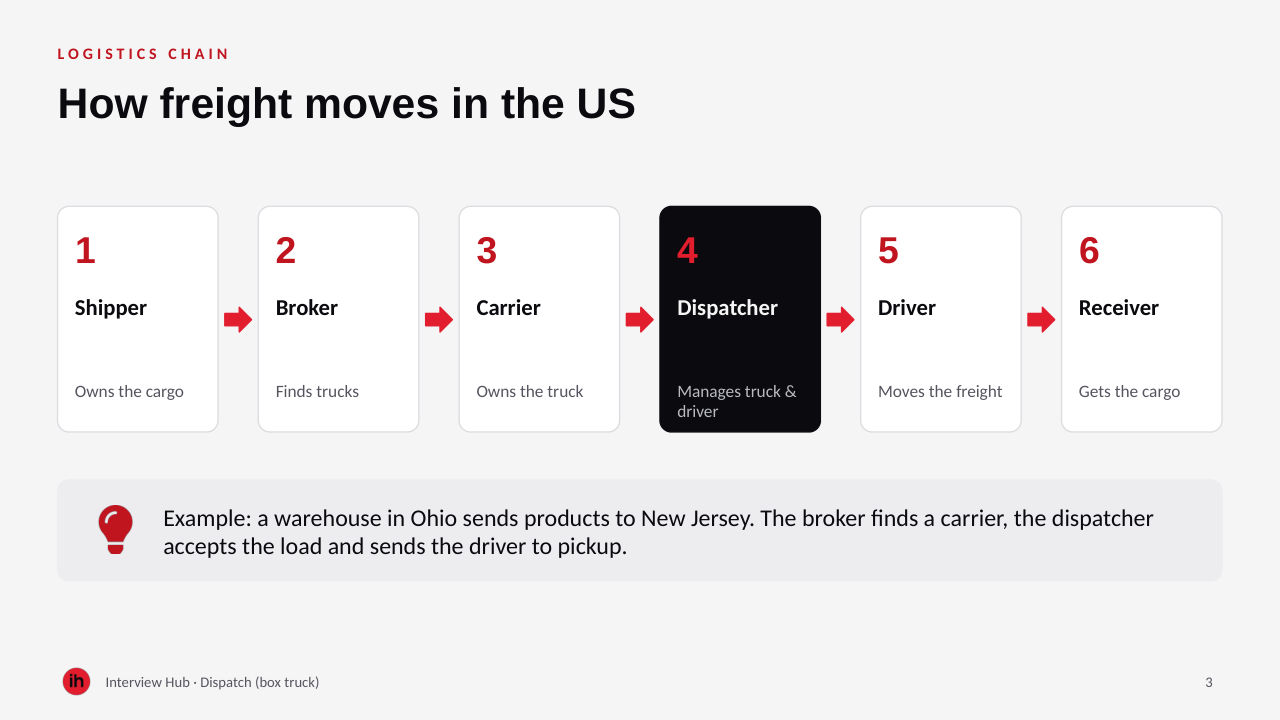 LOGISTICS CHAIN
How freight moves in the US
1
Shipper
Owns the cargo
2
Broker
Finds trucks
3
Carrier
Owns the truck
4
Dispatcher
Manages truck &
driver
5
Driver
Moves the freight
6
Receiver
Gets the cargo
Example: a warehouse in Ohio sends products to New Jersey. The broker finds a carrier, the dispatcher
accepts the load and sends the driver to pickup.
ih
Interview Hub · Dispatch (box truck)
3